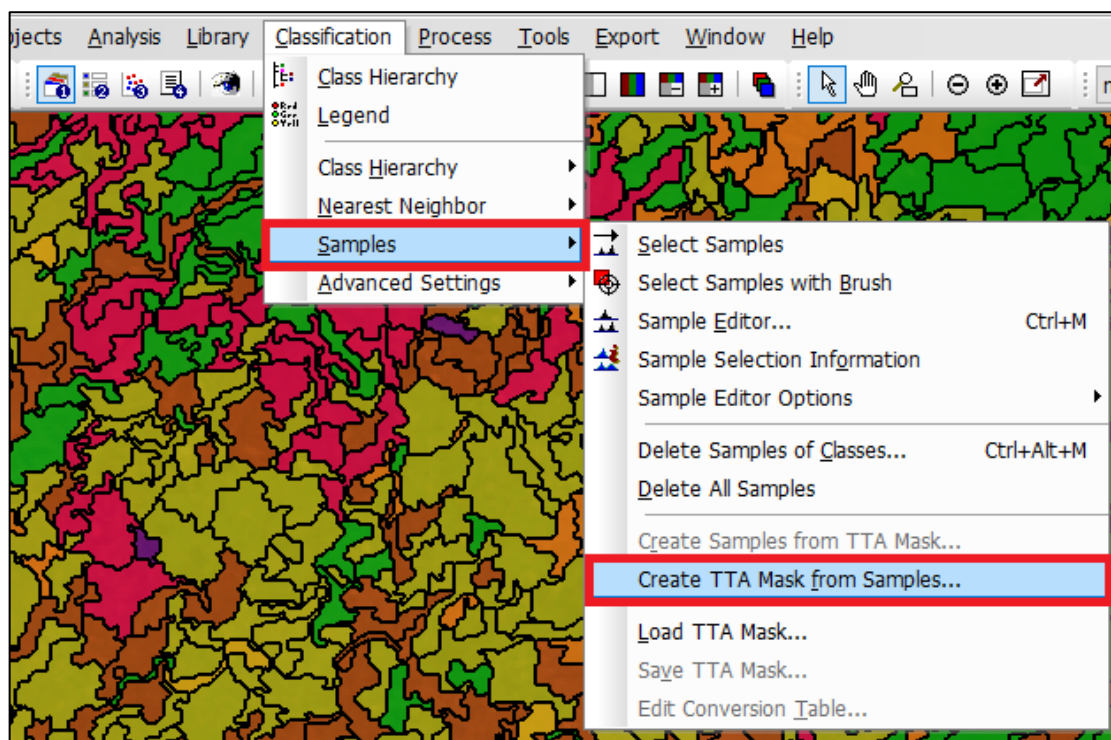 jects Analysis Library Classification Process Tools Export Window Help
Class Hierarchy
Legend
Class Hierarchy
Nearest Neighbor
Samples
Advanced Settings
Select Samples
Select Samples with Brush
Sample Editor... Ctrl+M
Sample Selection Information
Sample Editor Options
Delete Samples of Classes... Ctrl+Alt+M
Delete All Samples
Create Samples from TTA Mask...
Create TTA Mask from Samples...
Load TTA Mask...
Save TTA Mask...
Edit Conversion Table...